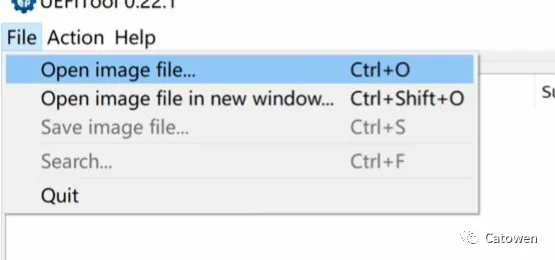 UEFITool 0.22.1
File Action Help
Open image file... Ctrl+O
Open image file in new window... Ctrl+Shift+O
Su
Save image file... Ctrl+S
Search... Ctrl+F
Quit
Catowen